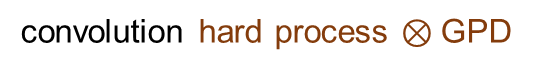 convolution hard process ⊗ GPD